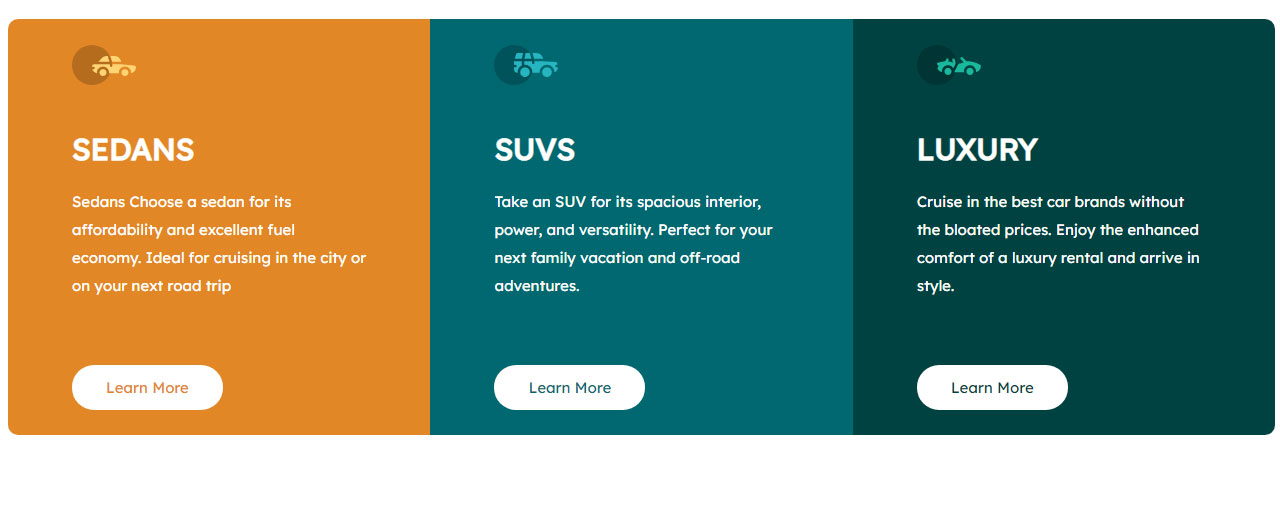 SEDANS
Sedans Choose a sedan for its
affordability and excellent fuel
economy. Ideal for cruising in the city or
on your next road trip
Learn More
SUVS
Take an SUV for its spacious interior,
power, and versatility. Perfect for your
next family vacation and off-road
adventures.
Learn More
LUXURY
Cruise in the best car brands without
the bloated prices. Enjoy the enhanced
comfort of a luxury rental and arrive in
style.
Learn More